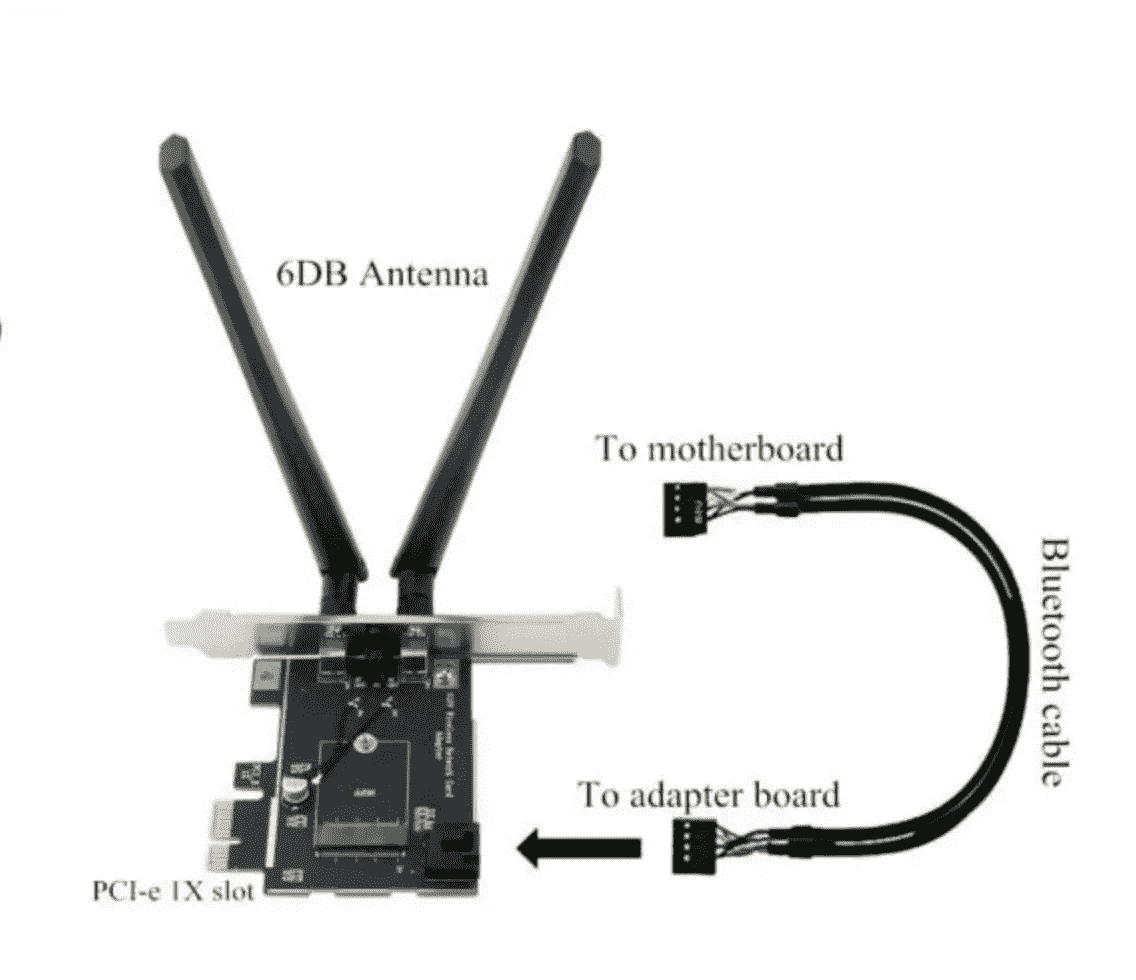 6DB Antenna
To motherboard
Bluetooth cable
To adapter board
PCI-e 1X slot